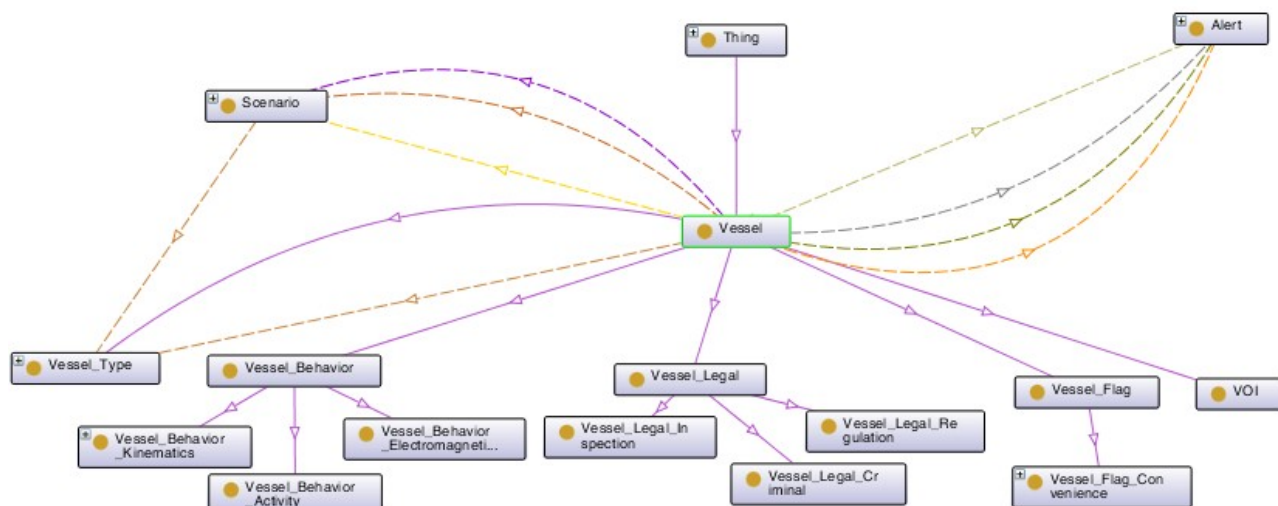 Thing
Alert
Scenario
Vessel
Vessel_Type
Vessel_Behavior
Vessel_Legal
Vessel_Flag
VOI
Vessel_Behavior
_Kinematics
Vessel_Behavior
_Electromagneti...
Vessel_Legal_In
spection
Vessel_Legal_Re
gulation
Vessel_Behavior
_Activity
Vessel_Legal_Cr
iminal
Vessel_Flag_Con
venience